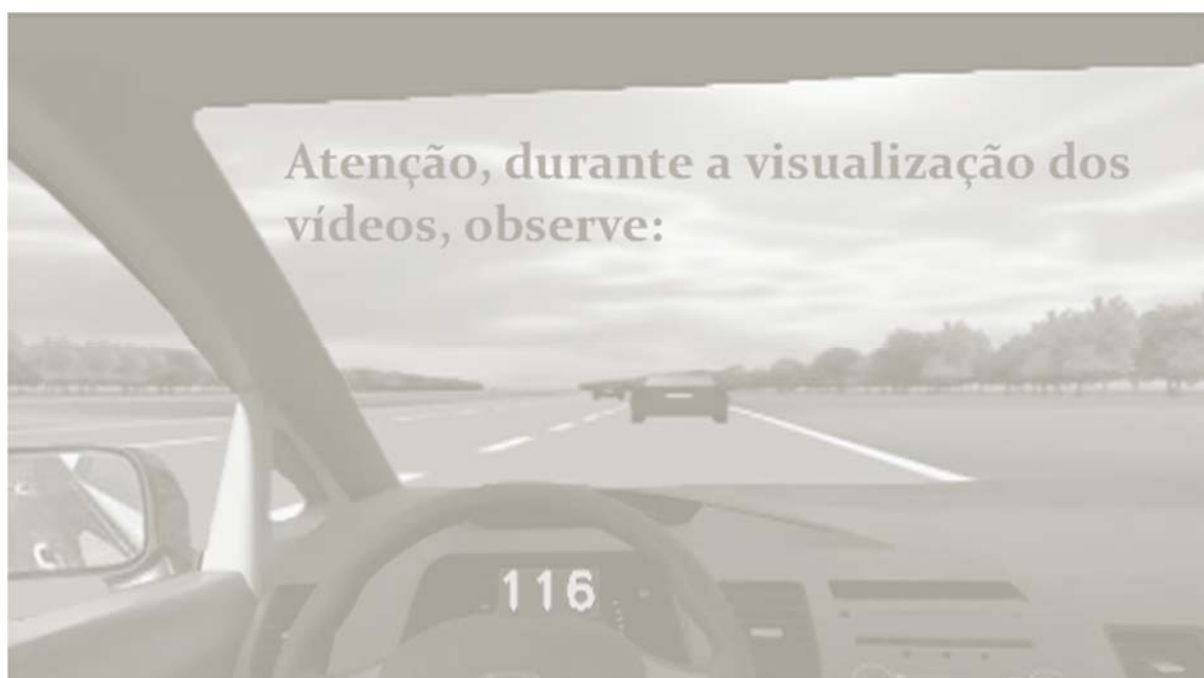 Atenção, durante a visualização dos
vídeos, observe:
116